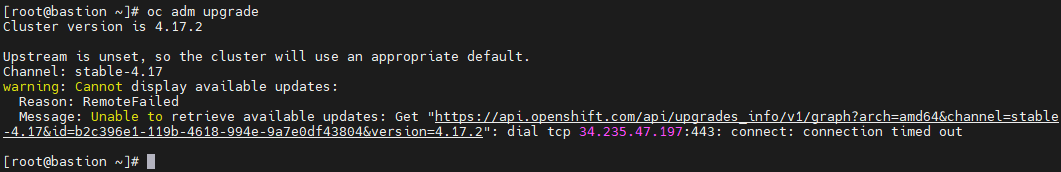 [root@bastion ~]# oc adm upgrade
Cluster version is 4.17.2
Upstream is unset, so the cluster will use an appropriate default.
Channel: stable-4.17
warning: Cannot display available updates:
  Reason: RemoteFailed
  Message: Unable to retrieve available updates: Get "https://api.openshift.com/api/upgrades_info/v1/graph?arch=amd64&channel=stable
-4.17&id=b2c396e1-119b-4618-994e-9a7e0df43804&version=4.17.2": dial tcp 34.235.47.197:443: connect: connection timed out
[root@bastion ~]#